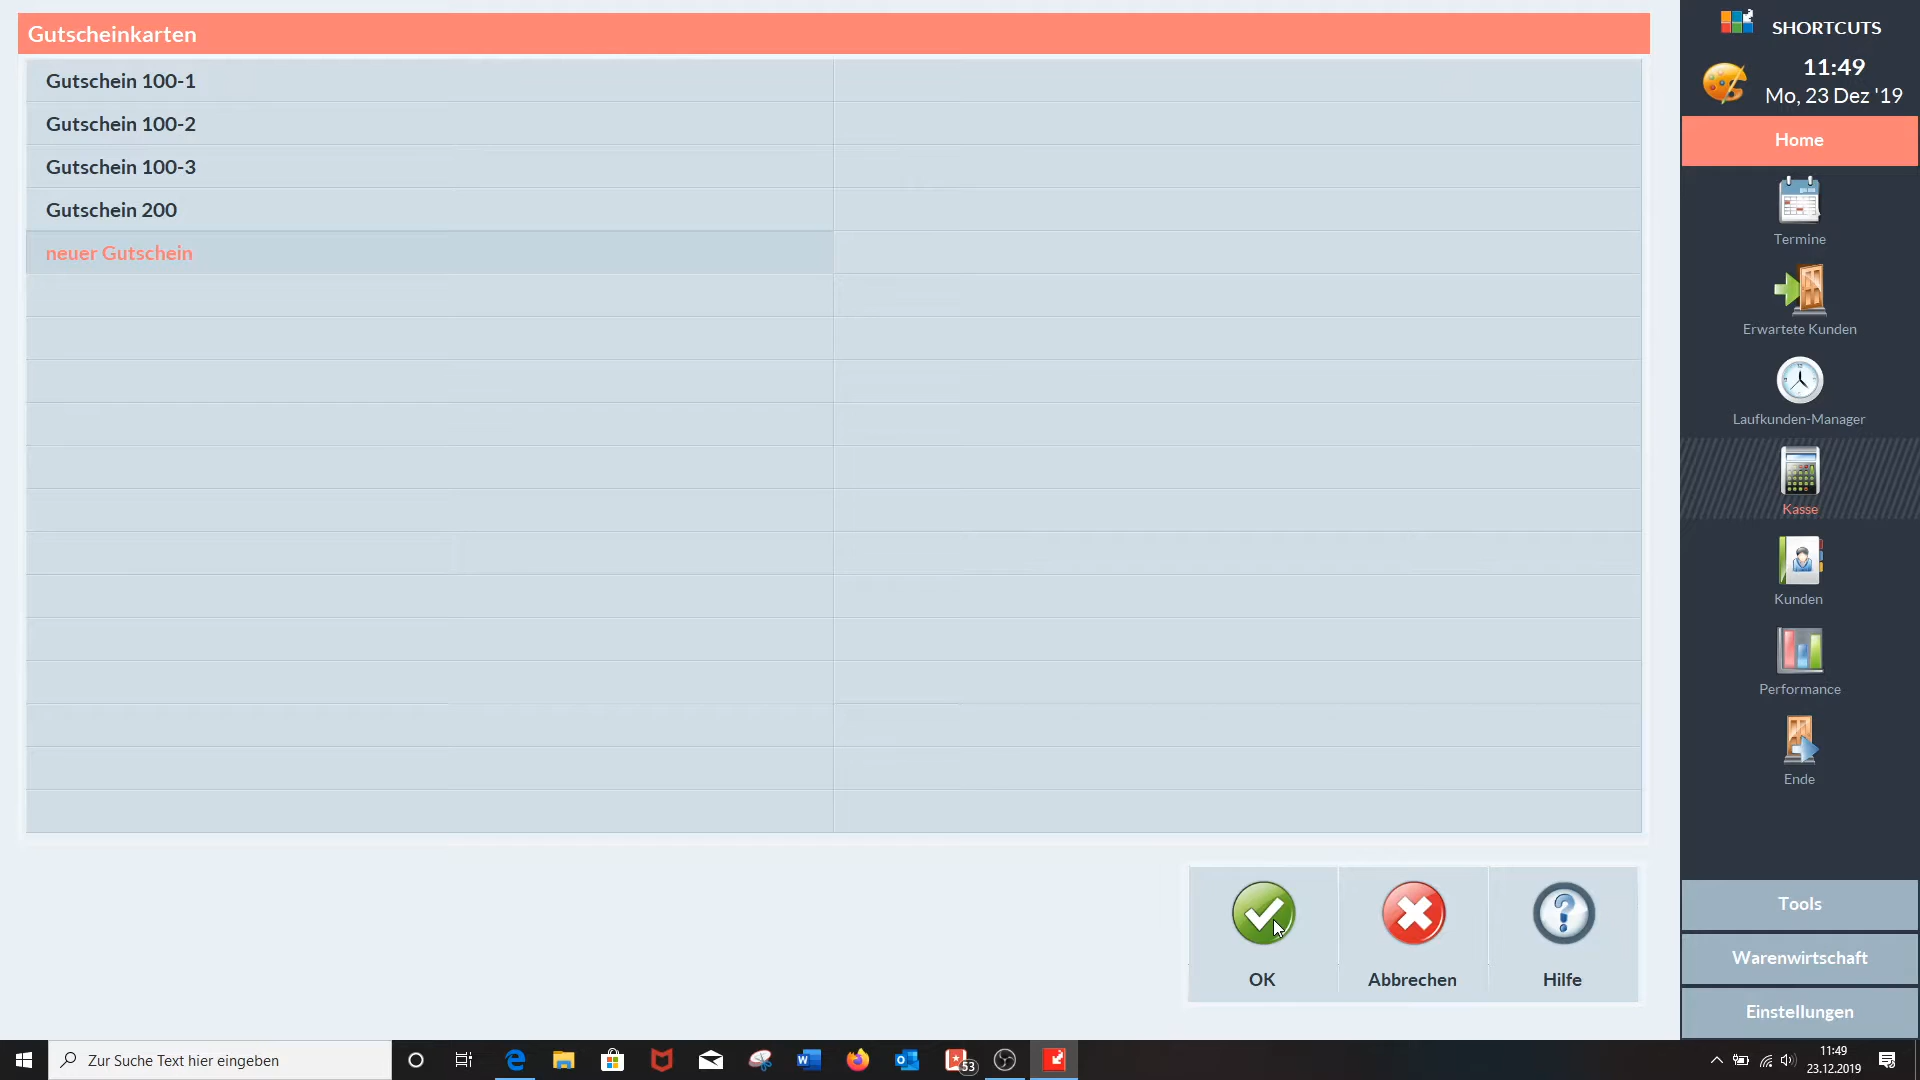 Gutscheinkarten
Gutschein 100-1
Gutschein 100-2
Gutschein 100-3
Gutschein 200
neuer Gutschein
OK
Abbrechen
Hilfe
SHORTCUTS
11:49
Mo, 23 Dez '19
Home
Termine
Erwartete Kunden
Laufkunden-Manager
Kasse
Kunden
Performance
Ende
Tools
Warenwirtschaft
Einstellungen
Zur Suche Text hier eingeben
53
11:49
23.12.2019